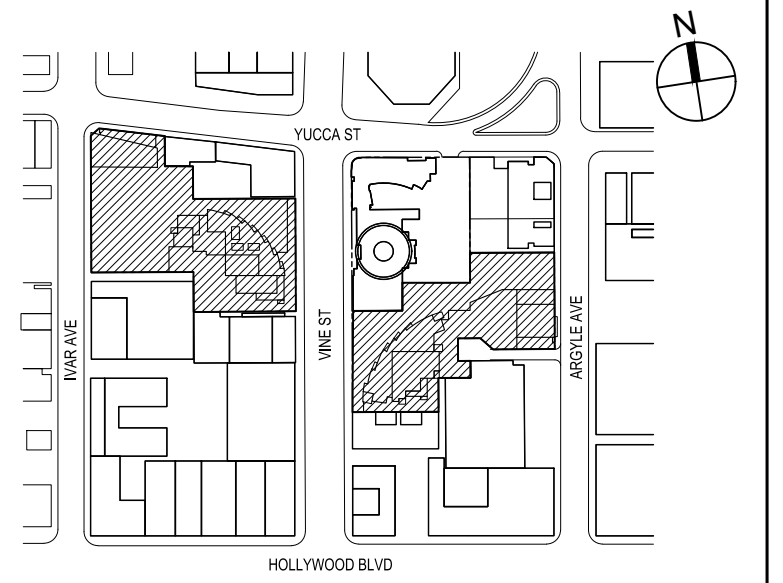 N
YUCCA ST
IVAR AVE
VINE ST
ARGYLE AVE
HOLLYWOOD BLVD